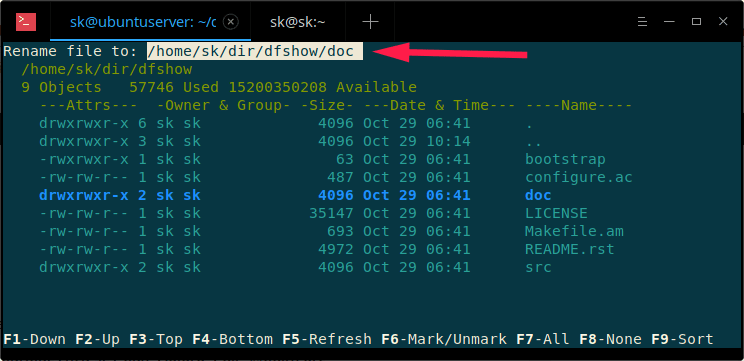 sk@ubuntuserver: ~/d
sk@sk:~
Rename file to: /home/sk/dir/dfshow/doc
/home/sk/dir/dfshow
9 Objects   57746 Used 15200350208 Available
---Attrs---  -Owner & Group- -Size- ---Date & Time--- ----Name----
drwxrwxr-x 6 sk sk             4096 Oct 29 06:41      .
drwxrwxr-x 3 sk sk             4096 Oct 29 10:14      ..
-rwxrwxr-x 1 sk sk               63 Oct 29 06:41      bootstrap
-rw-rw-r-- 1 sk sk              487 Oct 29 06:41      configure.ac
drwxrwxr-x 2 sk sk             4096 Oct 29 06:41      doc
-rw-rw-r-- 1 sk sk            35147 Oct 29 06:41      LICENSE
-rw-rw-r-- 1 sk sk              693 Oct 29 06:41      Makefile.am
-rw-rw-r-- 1 sk sk             4972 Oct 29 06:41      README.rst
drwxrwxr-x 2 sk sk             4096 Oct 29 06:41      src
F1-Down F2-Up F3-Top F4-Bottom F5-Refresh F6-Mark/Unmark F7-All F8-None F9-Sort